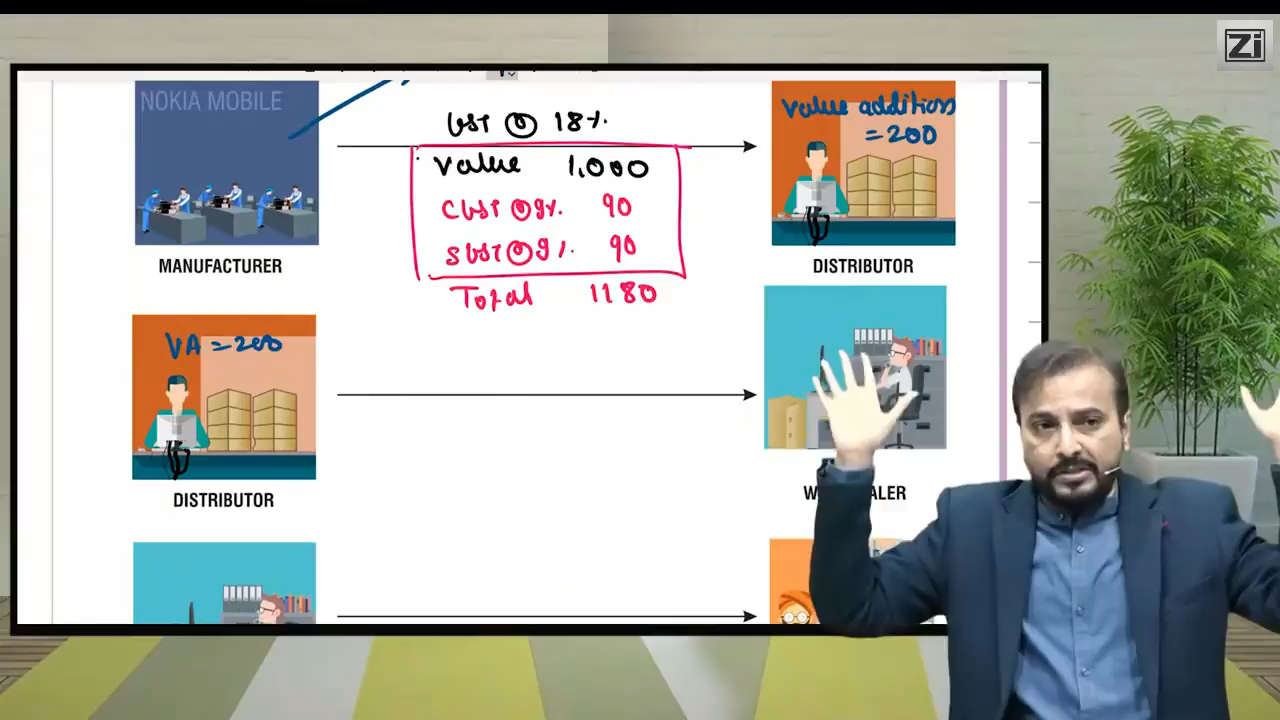 Zi
NOKIA MOBILE
GST @ 18%
Value 1,000
CGST @9%. 90
SGST @9%. 90
Total 1180
Value additions
= 200
MANUFACTURER
DISTRIBUTOR
VA = 200
DISTRIBUTOR